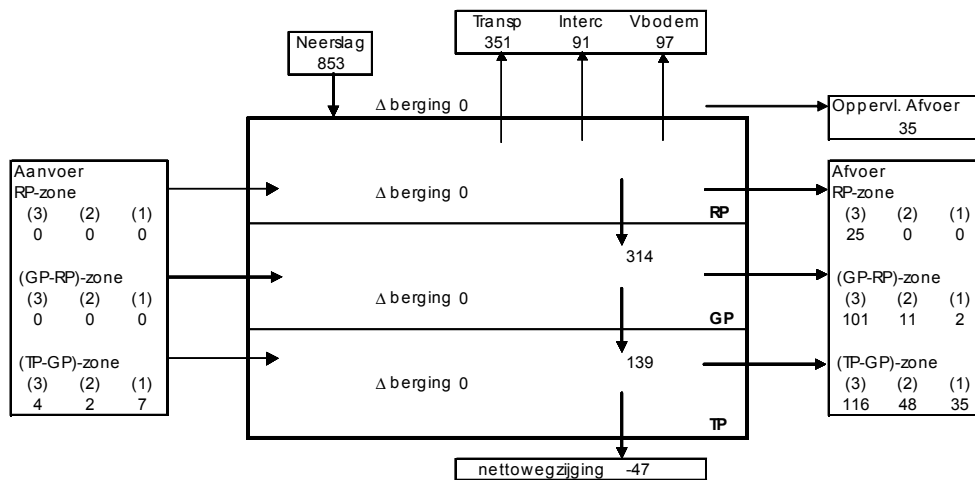 Transp Interc Vbodem
351 91 97
Neerslag
853
Δ berging 0
Oppervl. Afvoer
35
Aanvoer
RP-zone
(3) (2) (1)
0 0 0
(GP-RP)-zone
(3) (2) (1)
0 0 0
(TP-GP)-zone
(3) (2) (1)
4 2 7
Δ berging 0
RP
314
Δ berging 0
GP
139
Δ berging 0
TP
Afvoer
RP-zone
(3) (2) (1)
25 0 0
(GP-RP)-zone
(3) (2) (1)
101 11 2
(TP-GP)-zone
(3) (2) (1)
116 48 35
nettowegzijging -47